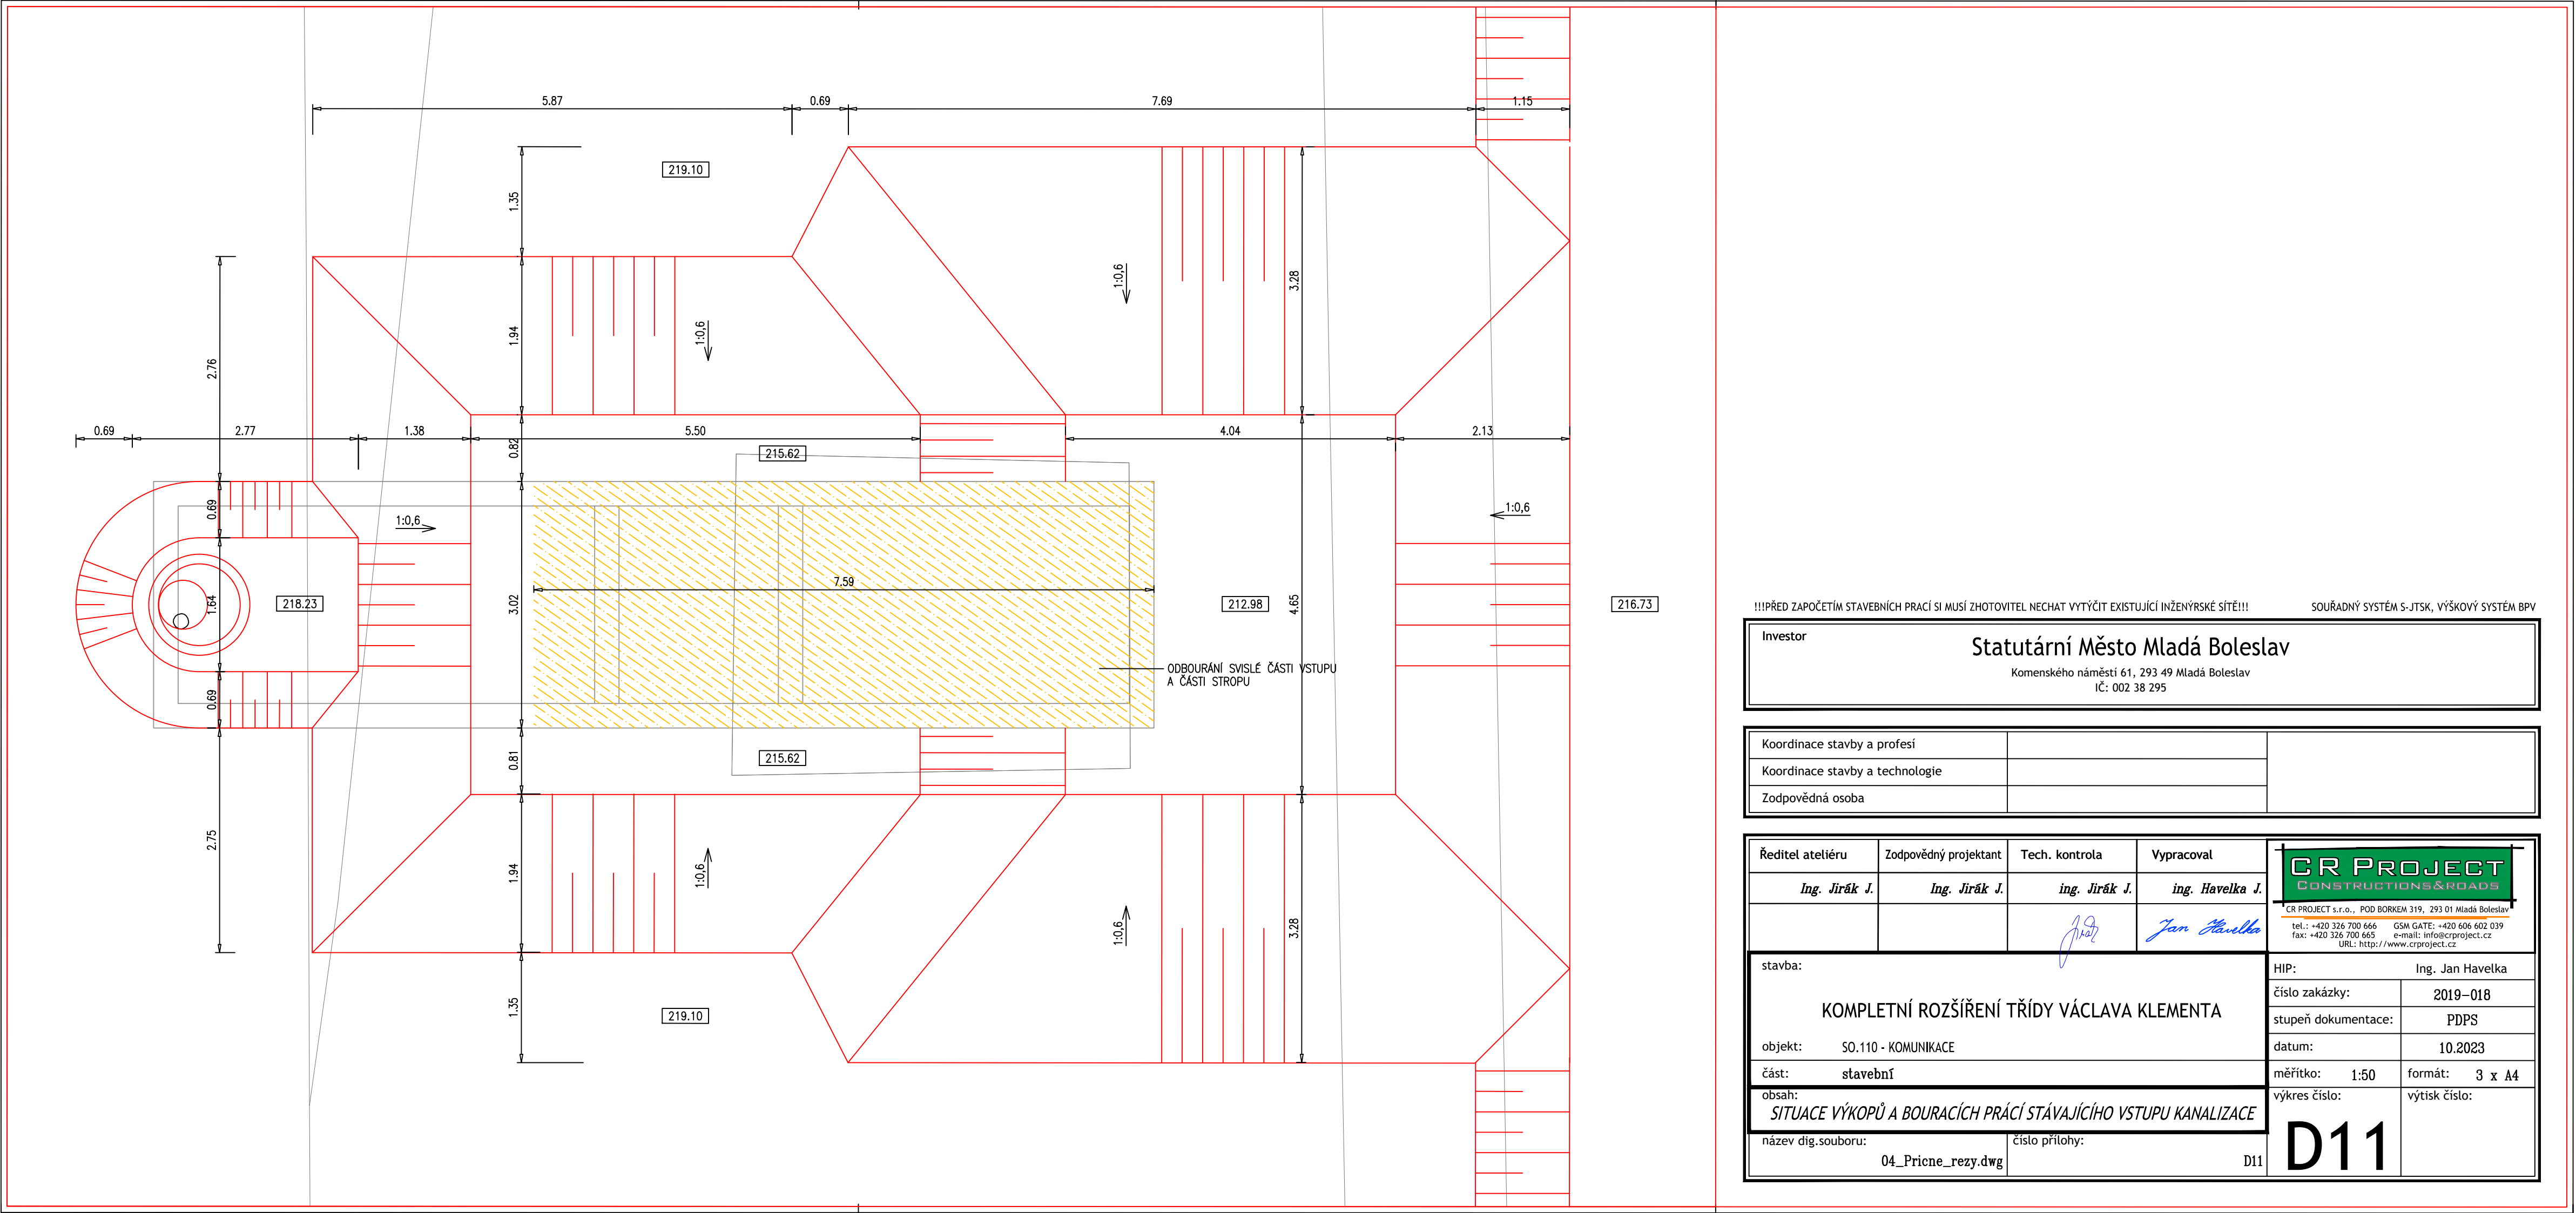 5.87
0.69
7.69
1.15
219.10
1.35
3.28
1:0,6
1.94
1:0,6
2.76
0.69
2.77
1.38
5.50
4.04
2.13
0.82
215.62
0.69
1:0,6
1:0,6
7.59
218.23
1.64
3.02
212.98
4.65
216.73
ODBOURÁNÍ SVISLÉ ČÁSTI VSTUPU
A ČÁSTI STROPU
0.69
0.81
215.62
2.75
1.94
1:0,6
1:0,6
3.28
1.35
219.10
!!!PŘED ZAPOČETÍM STAVEBNÍCH PRACÍ SI MUSÍ ZHOTOVITEL NECHAT VYTÝČIT EXISTUJÍCÍ INŽENÝRSKÉ SÍTĚ!!! SOUŘADNÝ SYSTÉM S-JTSK, VÝŠKOVÝ SYSTÉM BPV
Investor
Statutární Město Mladá Boleslav
Komenského náměstí 61, 293 49 Mladá Boleslav
IČ: 002 38 295
Koordinace stavby a profesí
Koordinace stavby a technologie
Zodpovědná osoba
Ředitel ateliéru Zodpovědný projektant Tech. kontrola Vypracoval
Ing. Jirák J. Ing. Jirák J. ing. Jirák J. ing. Havelka J.
Jan Havelka
CR PROJECT
CONSTRUCTIONS&ROADS
CR PROJECT s.r.o., POD BORKEM 319, 293 01 Mladá Boleslav
tel.: +420 326 700 666 GSM GATE: +420 606 602 039
fax: +420 326 700 665 e-mail: info@crproject.cz
URL: http://www.crproject.cz
stavba:
KOMPLETNÍ ROZŠÍŘENÍ TŘÍDY VÁCLAVA KLEMENTA
objekt: SO.110 - KOMUNIKACE
část: stavební
obsah:
SITUACE VÝKOPŮ A BOURACÍCH PRÁCÍ STÁVAJÍCÍHO VSTUPU KANALIZACE
název dig.souboru: číslo přílohy:
04_Pricne_rezy.dwg D11
HIP: Ing. Jan Havelka
číslo zakázky: 2019-018
stupeň dokumentace: PDPS
datum: 10.2023
měřítko: 1:50 formát: 3 x A4
výkres číslo: výtisk číslo:
D11